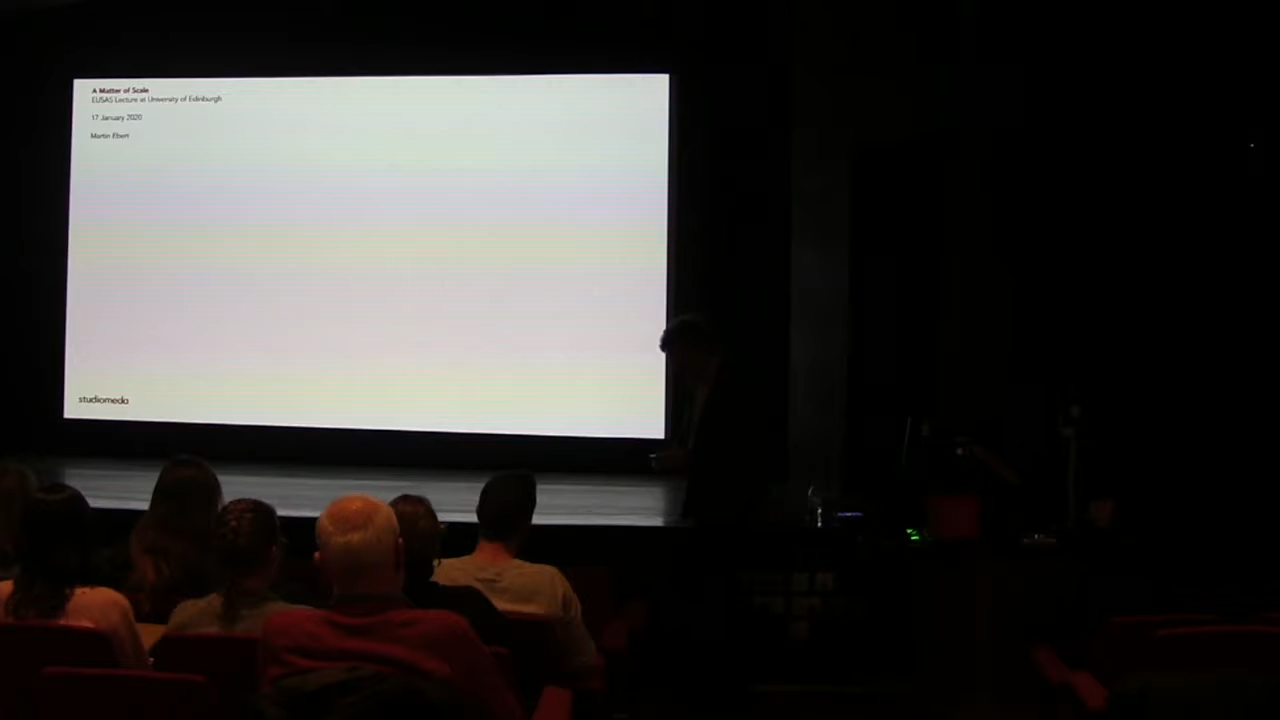 A Matter of Scale
EUSAS Lecture at University of Edinburgh
17 January 2020
Martin Ebert
studiomeda